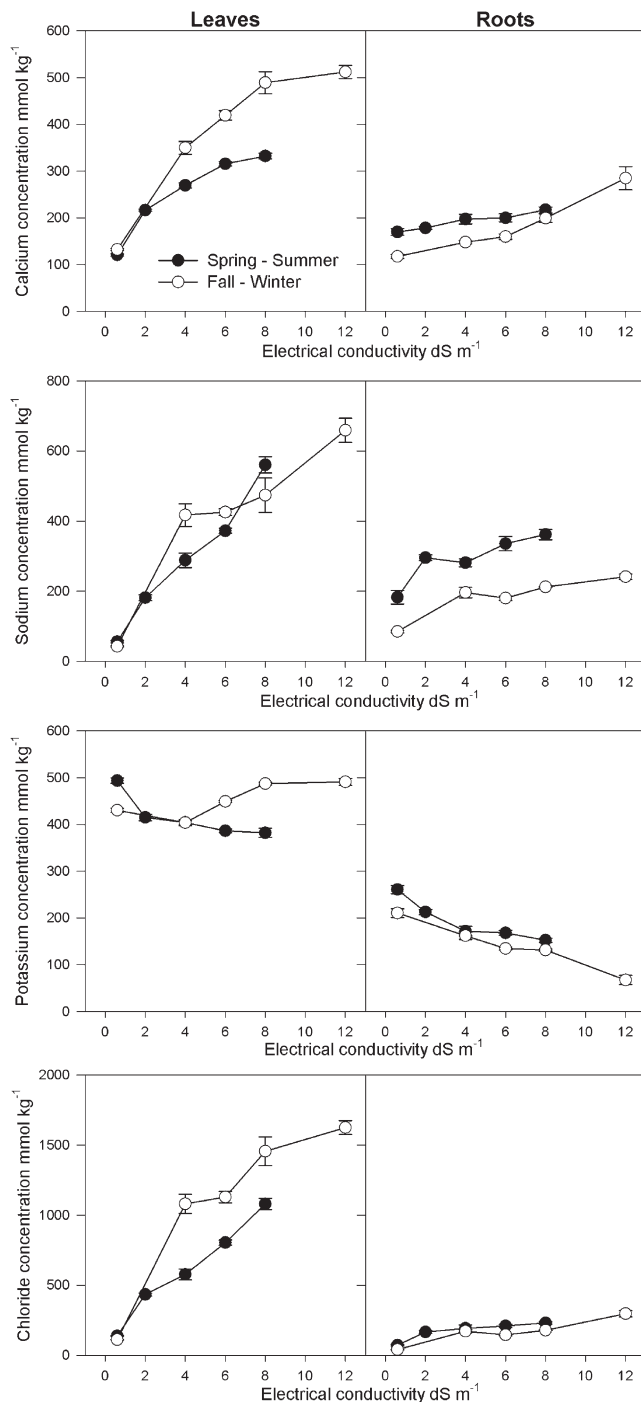 Leaves Roots
Calcium concentration mmol kg⁻¹
600
500
400
300
200
100
0
Spring - Summer
Fall - Winter
0 2 4 6 8 10 12 0 2 4 6 8 10 12
Electrical conductivity dS m⁻¹
Sodium concentration mmol kg⁻¹
800
600
400
200
0
0 2 4 6 8 10 12 0 2 4 6 8 10 12
Electrical conductivity dS m⁻¹
Potassium concentration mmol kg⁻¹
600
500
400
300
200
100
0
0 2 4 6 8 10 12 0 2 4 6 8 10 12
Electrical conductivity dS m⁻¹
Chloride concentration mmol kg⁻¹
2000
1500
1000
500
0
0 2 4 6 8 10 12 0 2 4 6 8 10 12
Electrical conductivity dS m⁻¹